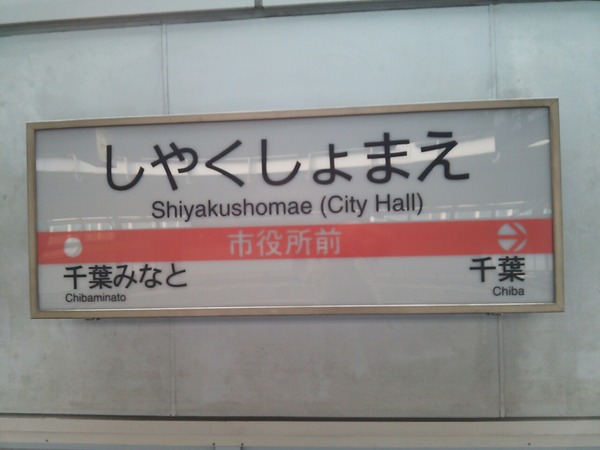 しやくしょまえ
Shiyakushomae (City Hall)
市役所前
千葉みなと
Chibaminato
千葉
Chiba